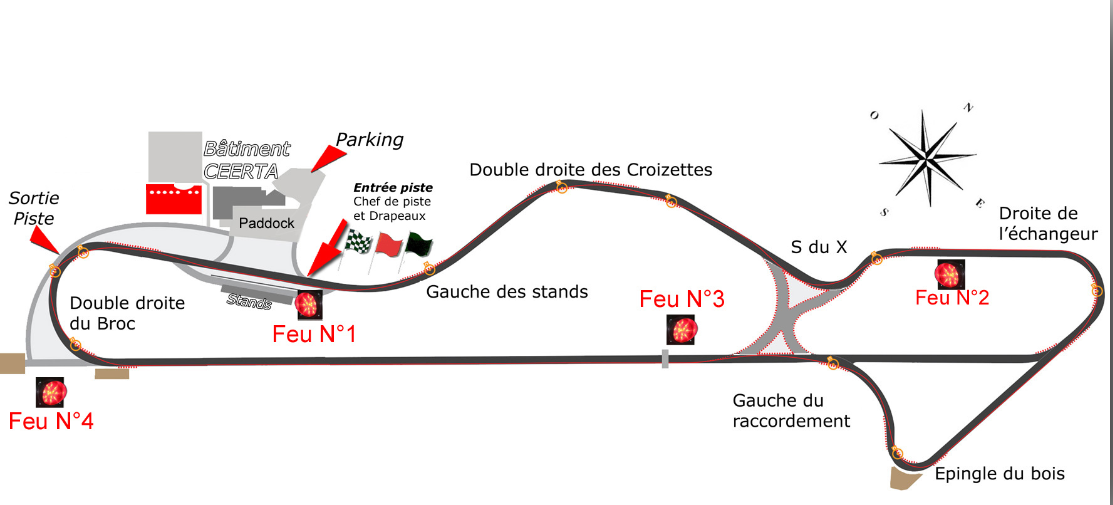 O
N
S
E
Bâtiment
CEERTA
Parking
Double droite des Croizettes
Entrée piste
Chef de piste
et Drapeaux
Sortie
Piste
Paddock
Droite de
l'échangeur
S du X
Stands
Gauche des stands
Feu N°1
Feu N°3
Feu N°2
Double droite
du Broc
Feu N°4
Gauche du
raccordement
Epingle du bois